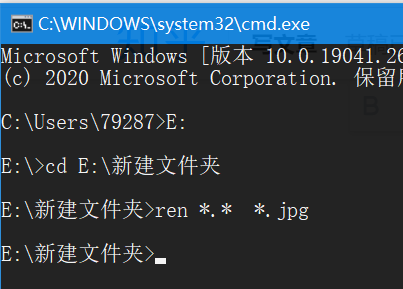 C:\WINDOWS\system32\cmd.exe
Microsoft Windows [版本 10.0.19041.26
(c) 2020 Microsoft Corporation. 保留
C:\Users\79287>E:
E:\>cd E:\新建文件夹
E:\新建文件夹>ren *.*  *.jpg
E:\新建文件夹>